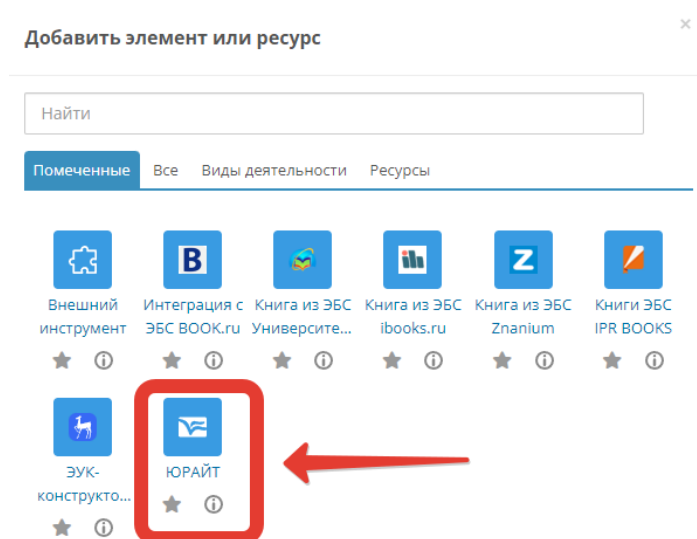 Добавить элемент или ресурс
×
Найти
Помеченные Все Виды деятельности Ресурсы
B Z
Внешний Интеграция с Книга из ЭБС Книга из ЭБС Книга из ЭБС Книги ЭБС
инструмент ЭБС BOOK.ru Университе... ibooks.ru Znanium IPR BOOKS
ЭУК- ЮРАЙТ
конструкто...